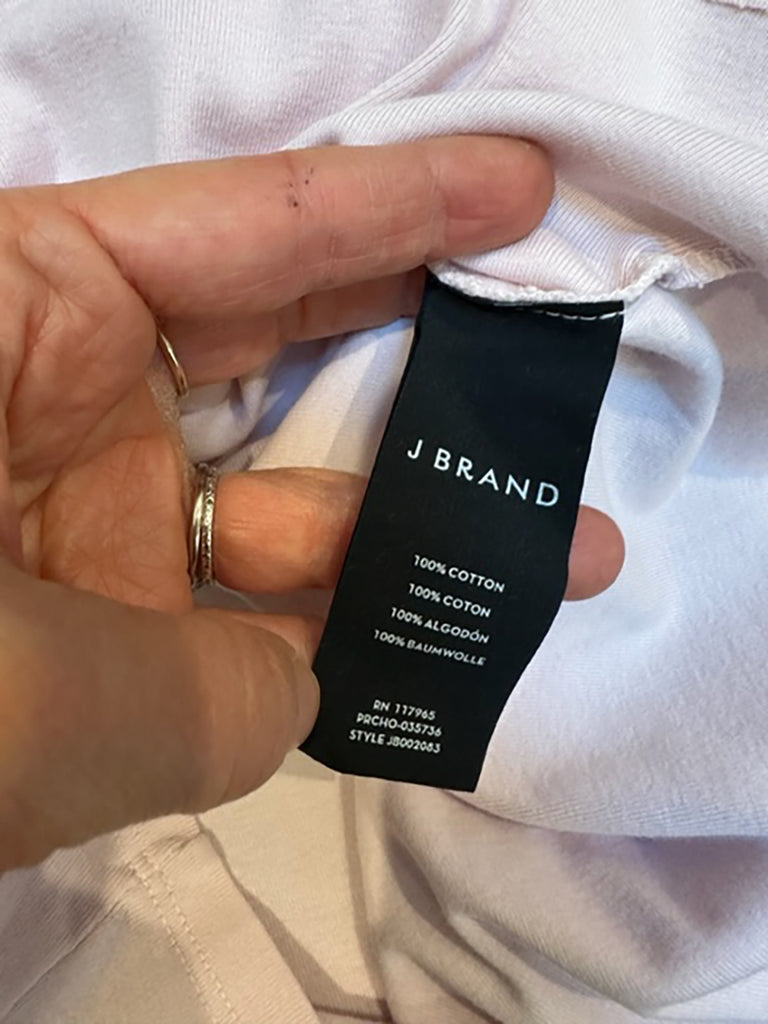 J BRAND
100% COTTON
100% COTON
100% ALGODÓN
100% BAUMWOLLE
RN 117965
PRCHO-035736
STYLE JB002083